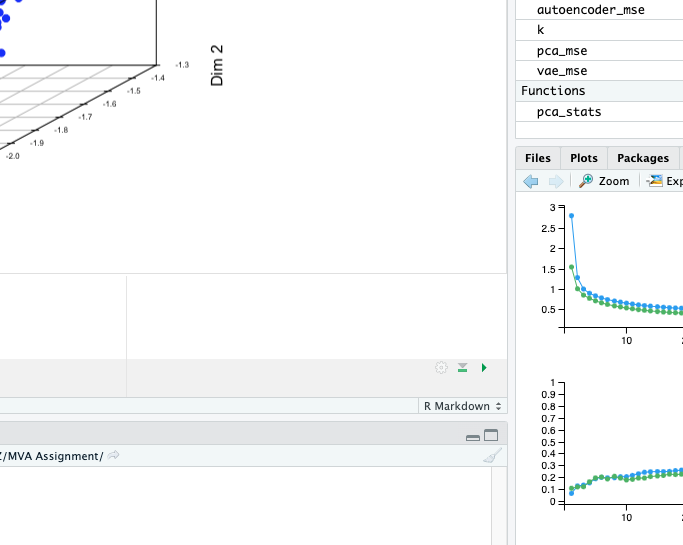 Dim 2
-1.3
-1.4
-1.5
-1.6
-1.7
-1.8
-1.9
-2.0
R Markdown
/MVA Assignment/
autoencoder_mse
k
pca_mse
vae_mse
Functions
pca_stats
Files Plots Packages
Zoom Exp
3
2.5
2
1.5
1
0.5
10
1
0.9
0.8
0.7
0.6
0.5
0.4
0.3
0.2
0.1
0
10